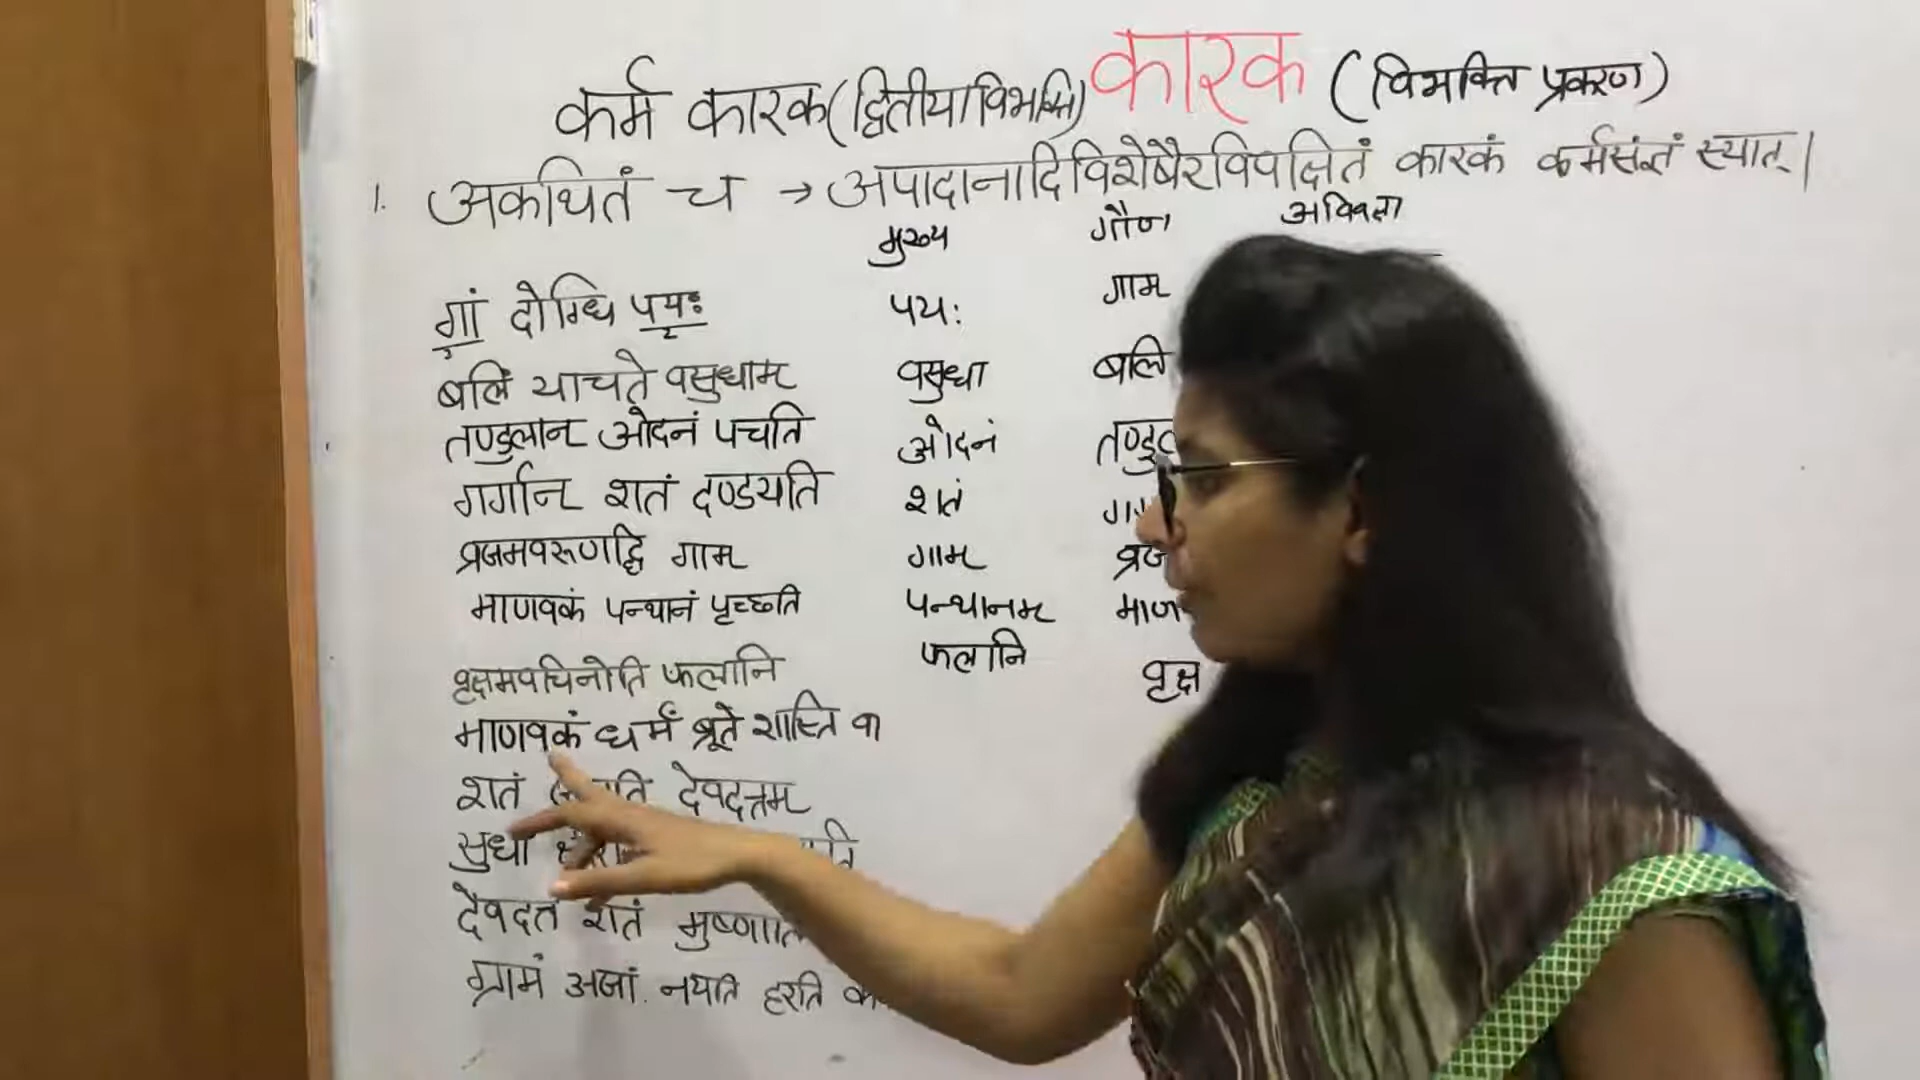 कारक (विभक्ति प्रकरण)
कर्म कारक (द्वितीयाविभक्ति)
1. अकथितं च → अपादानादिविशेषैरविवक्षितं कारकं कर्मसंज्ञं स्यात् |
मुख्य गौण अविवक्षा
गां दोग्धि पयः पयः गाम्
बलिं याचते वसुधाम् वसुधा बलि
तण्डुलान् ओदनं पचति ओदनं
गर्गान् शतं दण्डयति शतं
व्रजमवरूणद्धि गाम् गाम्
माणवकं पन्थानं पृच्छति पन्थानम्
वृक्षमवचिनोति फलानि फलानि वृक्ष
माणवकं धर्मं ब्रूते शास्ति वा
शतं देवदत्तम्
सुधां
देवदतं शतं
ग्रामं अजां नयति हरति